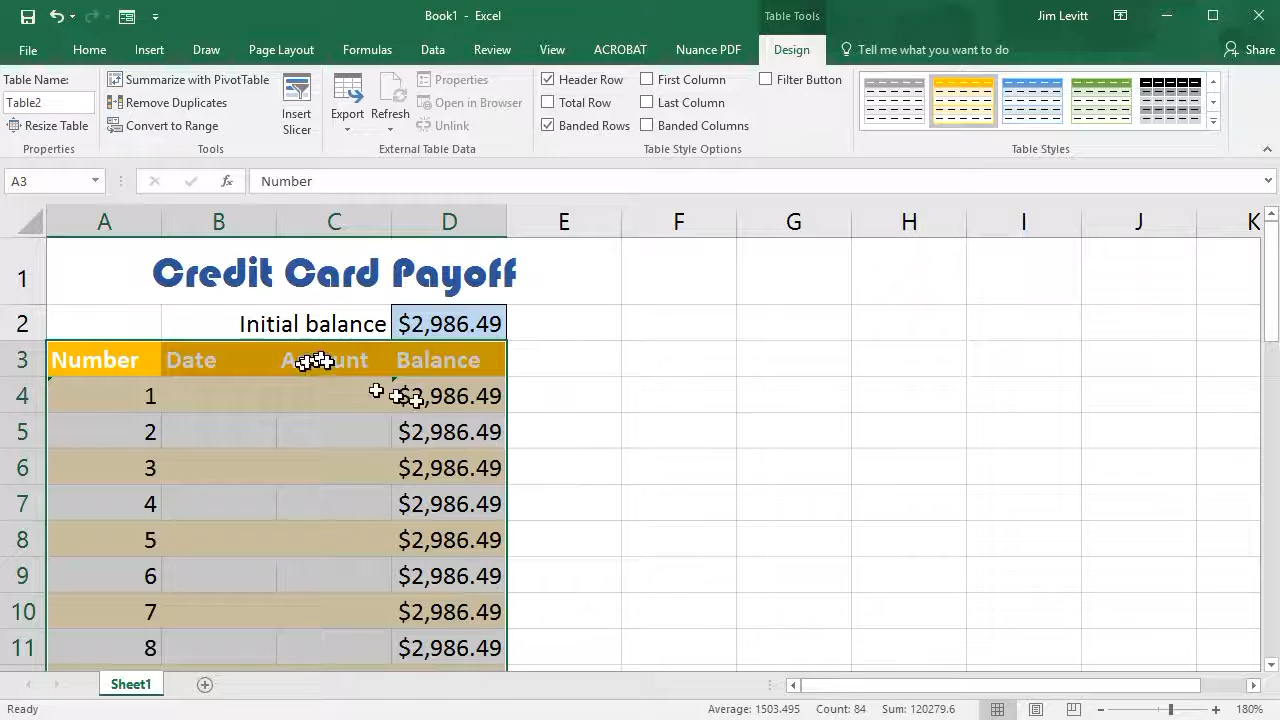 Book1 - Excel
Table Tools
Jim Levitt
File Home Insert Draw Page Layout Formulas Data Review View ACROBAT Nuance PDF Design Tell me what you want to do Share
Table Name:
Table2
Resize Table
Properties
Summarize with PivotTable
Remove Duplicates
Convert to Range
Insert
Slicer
Tools
Export
Refresh
Properties
Open in Browser
Unlink
External Table Data
Header Row First Column Filter Button
Total Row Last Column
Banded Rows Banded Columns
Table Style Options
Table Styles
A3 fx Number
A B C D E F G H I J K
1 Credit Card Payoff
2 Initial balance $2,986.49
3 Number Date Amount Balance
4 1 $2,986.49
5 2 $2,986.49
6 3 $2,986.49
7 4 $2,986.49
8 5 $2,986.49
9 6 $2,986.49
10 7 $2,986.49
11 8 $2,986.49
Sheet1
Ready Average: 1503.495 Count: 84 Sum: 120279.6 180%